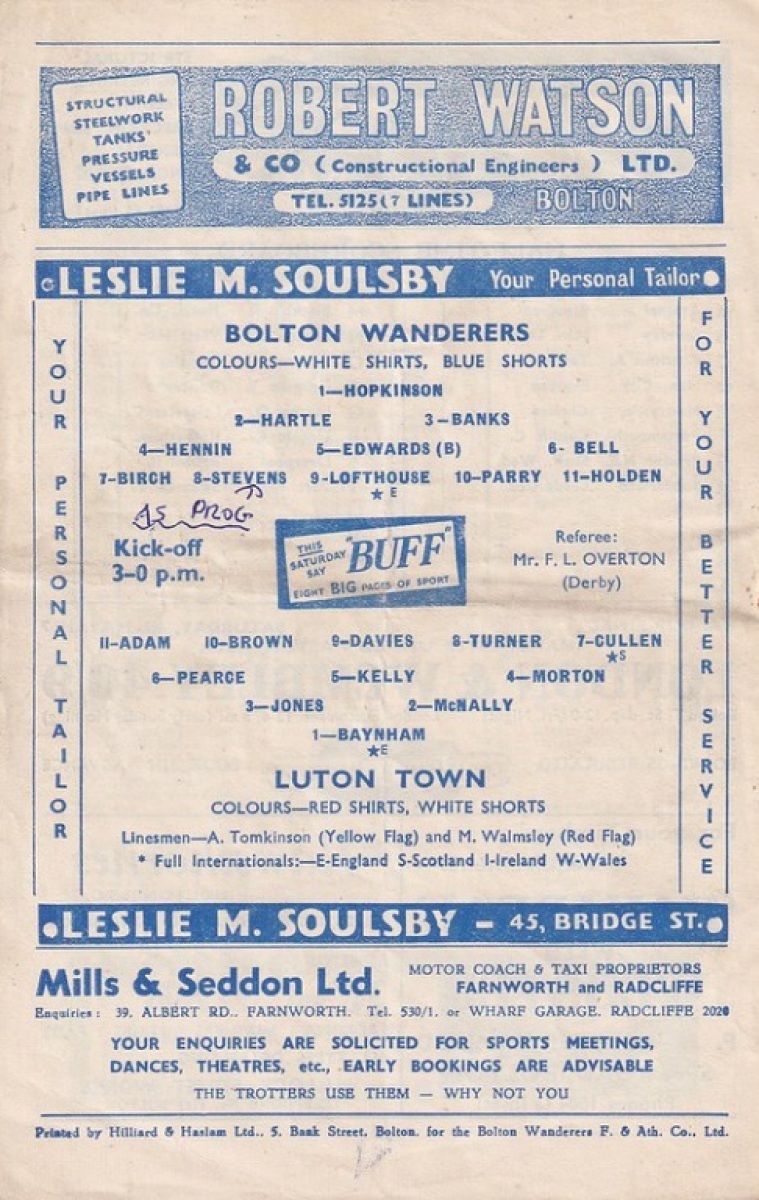 STRUCTURAL
STEELWORK
TANKS
PRESSURE
VESSELS
PIPE LINES
ROBERT WATSON
& CO (Constructional Engineers) LTD.
TEL. 5125 (7 LINES) BOLTON
LESLIE M. SOULSBY Your Personal Tailor
YOUR PERSONAL TAILOR
BOLTON WANDERERS
COLOURS—WHITE SHIRTS, BLUE SHORTS
1—HOPKINSON
2—HARTLE 3—BANKS
4—HENNIN 5—EDWARDS (B) 6- BELL
7-BIRCH 8-STEVENS 9-LOFTHOUSE 10-PARRY 11-HOLDEN
★ E
AS PROG
Kick-off
3-0 p.m.
THIS
SATURDAY
SAY
"BUFF"
EIGHT BIG PAGES OF SPORT
Referee:
Mr. F. L. OVERTON
(Derby)
11-ADAM 10-BROWN 9-DAVIES 8-TURNER 7-CULLEN
★S
6—PEARCE 5—KELLY 4—MORTON
3—JONES 2—McNALLY
1—BAYNHAM
★E
LUTON TOWN
COLOURS—RED SHIRTS, WHITE SHORTS
Linesmen—A. Tomkinson (Yellow Flag) and M. Walmsley (Red Flag)
* Full Internationals:—E-England S-Scotland I-Ireland W-Wales
FOR YOUR BETTER SERVICE
LESLIE M. SOULSBY – 45, BRIDGE ST.
Mills & Seddon Ltd.
MOTOR COACH & TAXI PROPRIETORS
FARNWORTH and RADCLIFFE
Enquiries: 39, ALBERT RD., FARNWORTH. Tel. 530/1. or WHARF GARAGE, RADCLIFFE 2020
YOUR ENQUIRIES ARE SOLICITED FOR SPORTS MEETINGS,
DANCES, THEATRES, etc., EARLY BOOKINGS ARE ADVISABLE
THE TROTTERS USE THEM — WHY NOT YOU
Printed by Hilliard & Haslam Ltd., 5, Bank Street, Bolton, for the Bolton Wanderers F. & Ath. Co., Ltd.